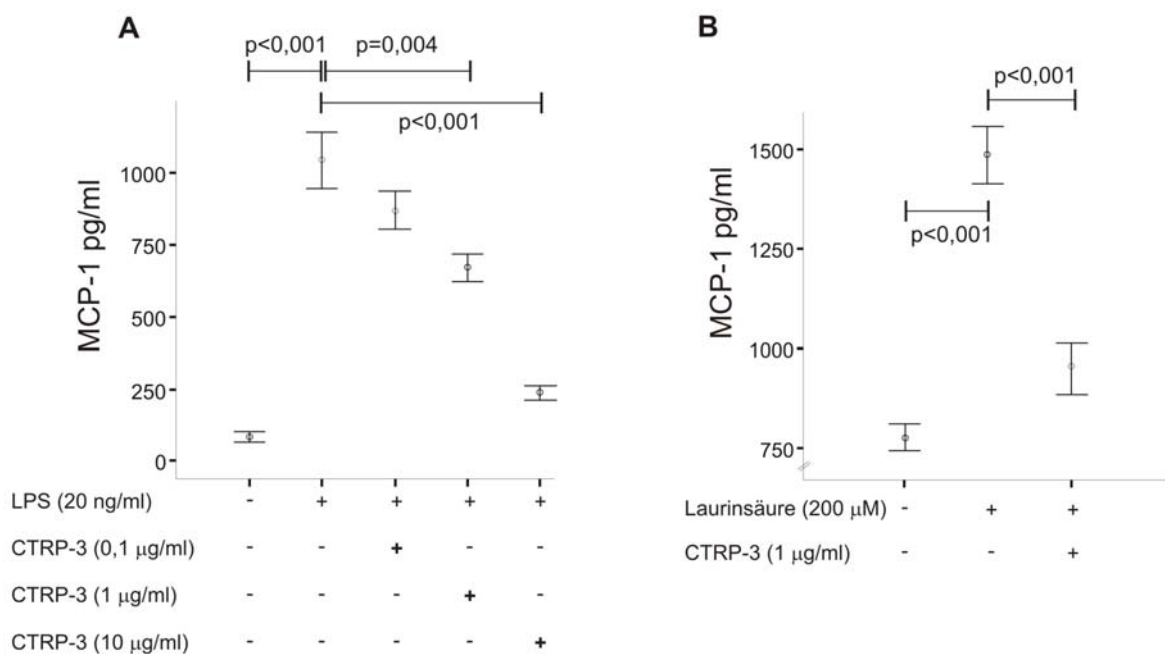 A
p<0,001
p=0,004
p<0,001
MCP-1 pg/ml
1000
750
500
250
0
LPS (20 ng/ml) - + + + +
CTRP-3 (0,1 µg/ml) - - + - -
CTRP-3 (1 µg/ml) - - - + -
CTRP-3 (10 µg/ml) - - - - +
B
p<0,001
p<0,001
MCP-1 pg/ml
1500
1250
1000
750
Laurinsäure (200 µM) - + +
CTRP-3 (1 µg/ml) - - +